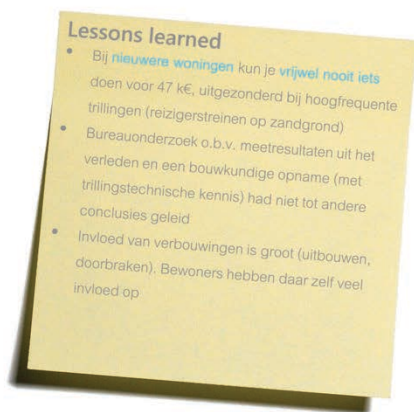 Lessons learned
• Bij nieuwere woningen kun je vrijwel nooit iets
doen voor 47 k€, uitgezonderd bij hoogfrequente
trillingen (reizigerstreinen op zandgrond)
• Bureauonderzoek o.b.v. meetresultaten uit het
verleden en een bouwkundige opname (met
trillingstechnische kennis) had niet tot andere
conclusies geleid
• Invloed van verbouwingen is groot (uitbouwen,
doorbraken). Bewoners hebben daar zelf veel
invloed op